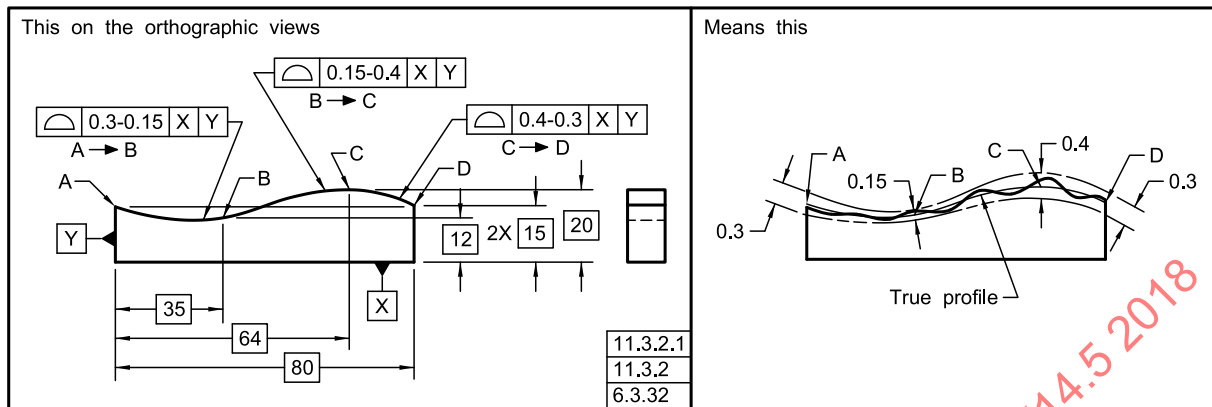 This on the orthographic views
0.15-0.4 X Y
B → C
0.3-0.15 X Y
A → B
0.4-0.3 X Y
C → D
A
B
C
D
Y
12
2X 15
20
X
35
64
80
11.3.2.1
11.3.2
6.3.32
Means this
A
0.15
B
C
0.4
D
0.3
0.3
True profile
14.5 2018